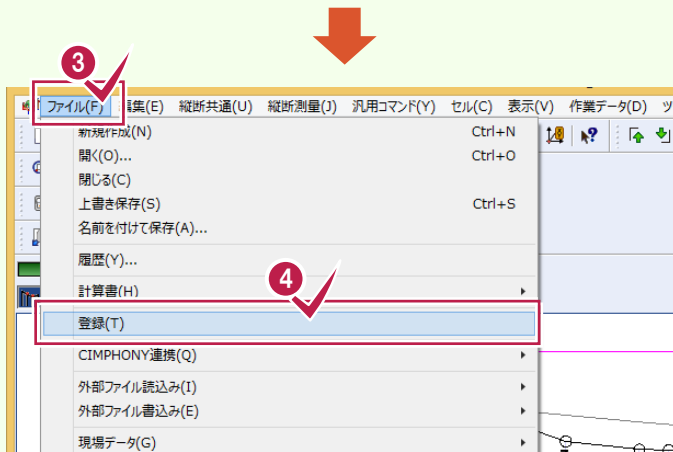 3
ファイル(F) 編集(E) 縦断共通(U) 縦断測量(J) 汎用コマンド(Y) セル(C) 表示(V) 作業データ(D) ツ
新規作成(N) Ctrl+N
開く(O)... Ctrl+O
閉じる(C)
上書き保存(S) Ctrl+S
名前を付けて保存(A)...
履歴(Y)...
4
計算書(H)
登録(T)
CIMPHONY連携(Q)
外部ファイル読込み(I)
外部ファイル書込み(E)
現場データ(G)